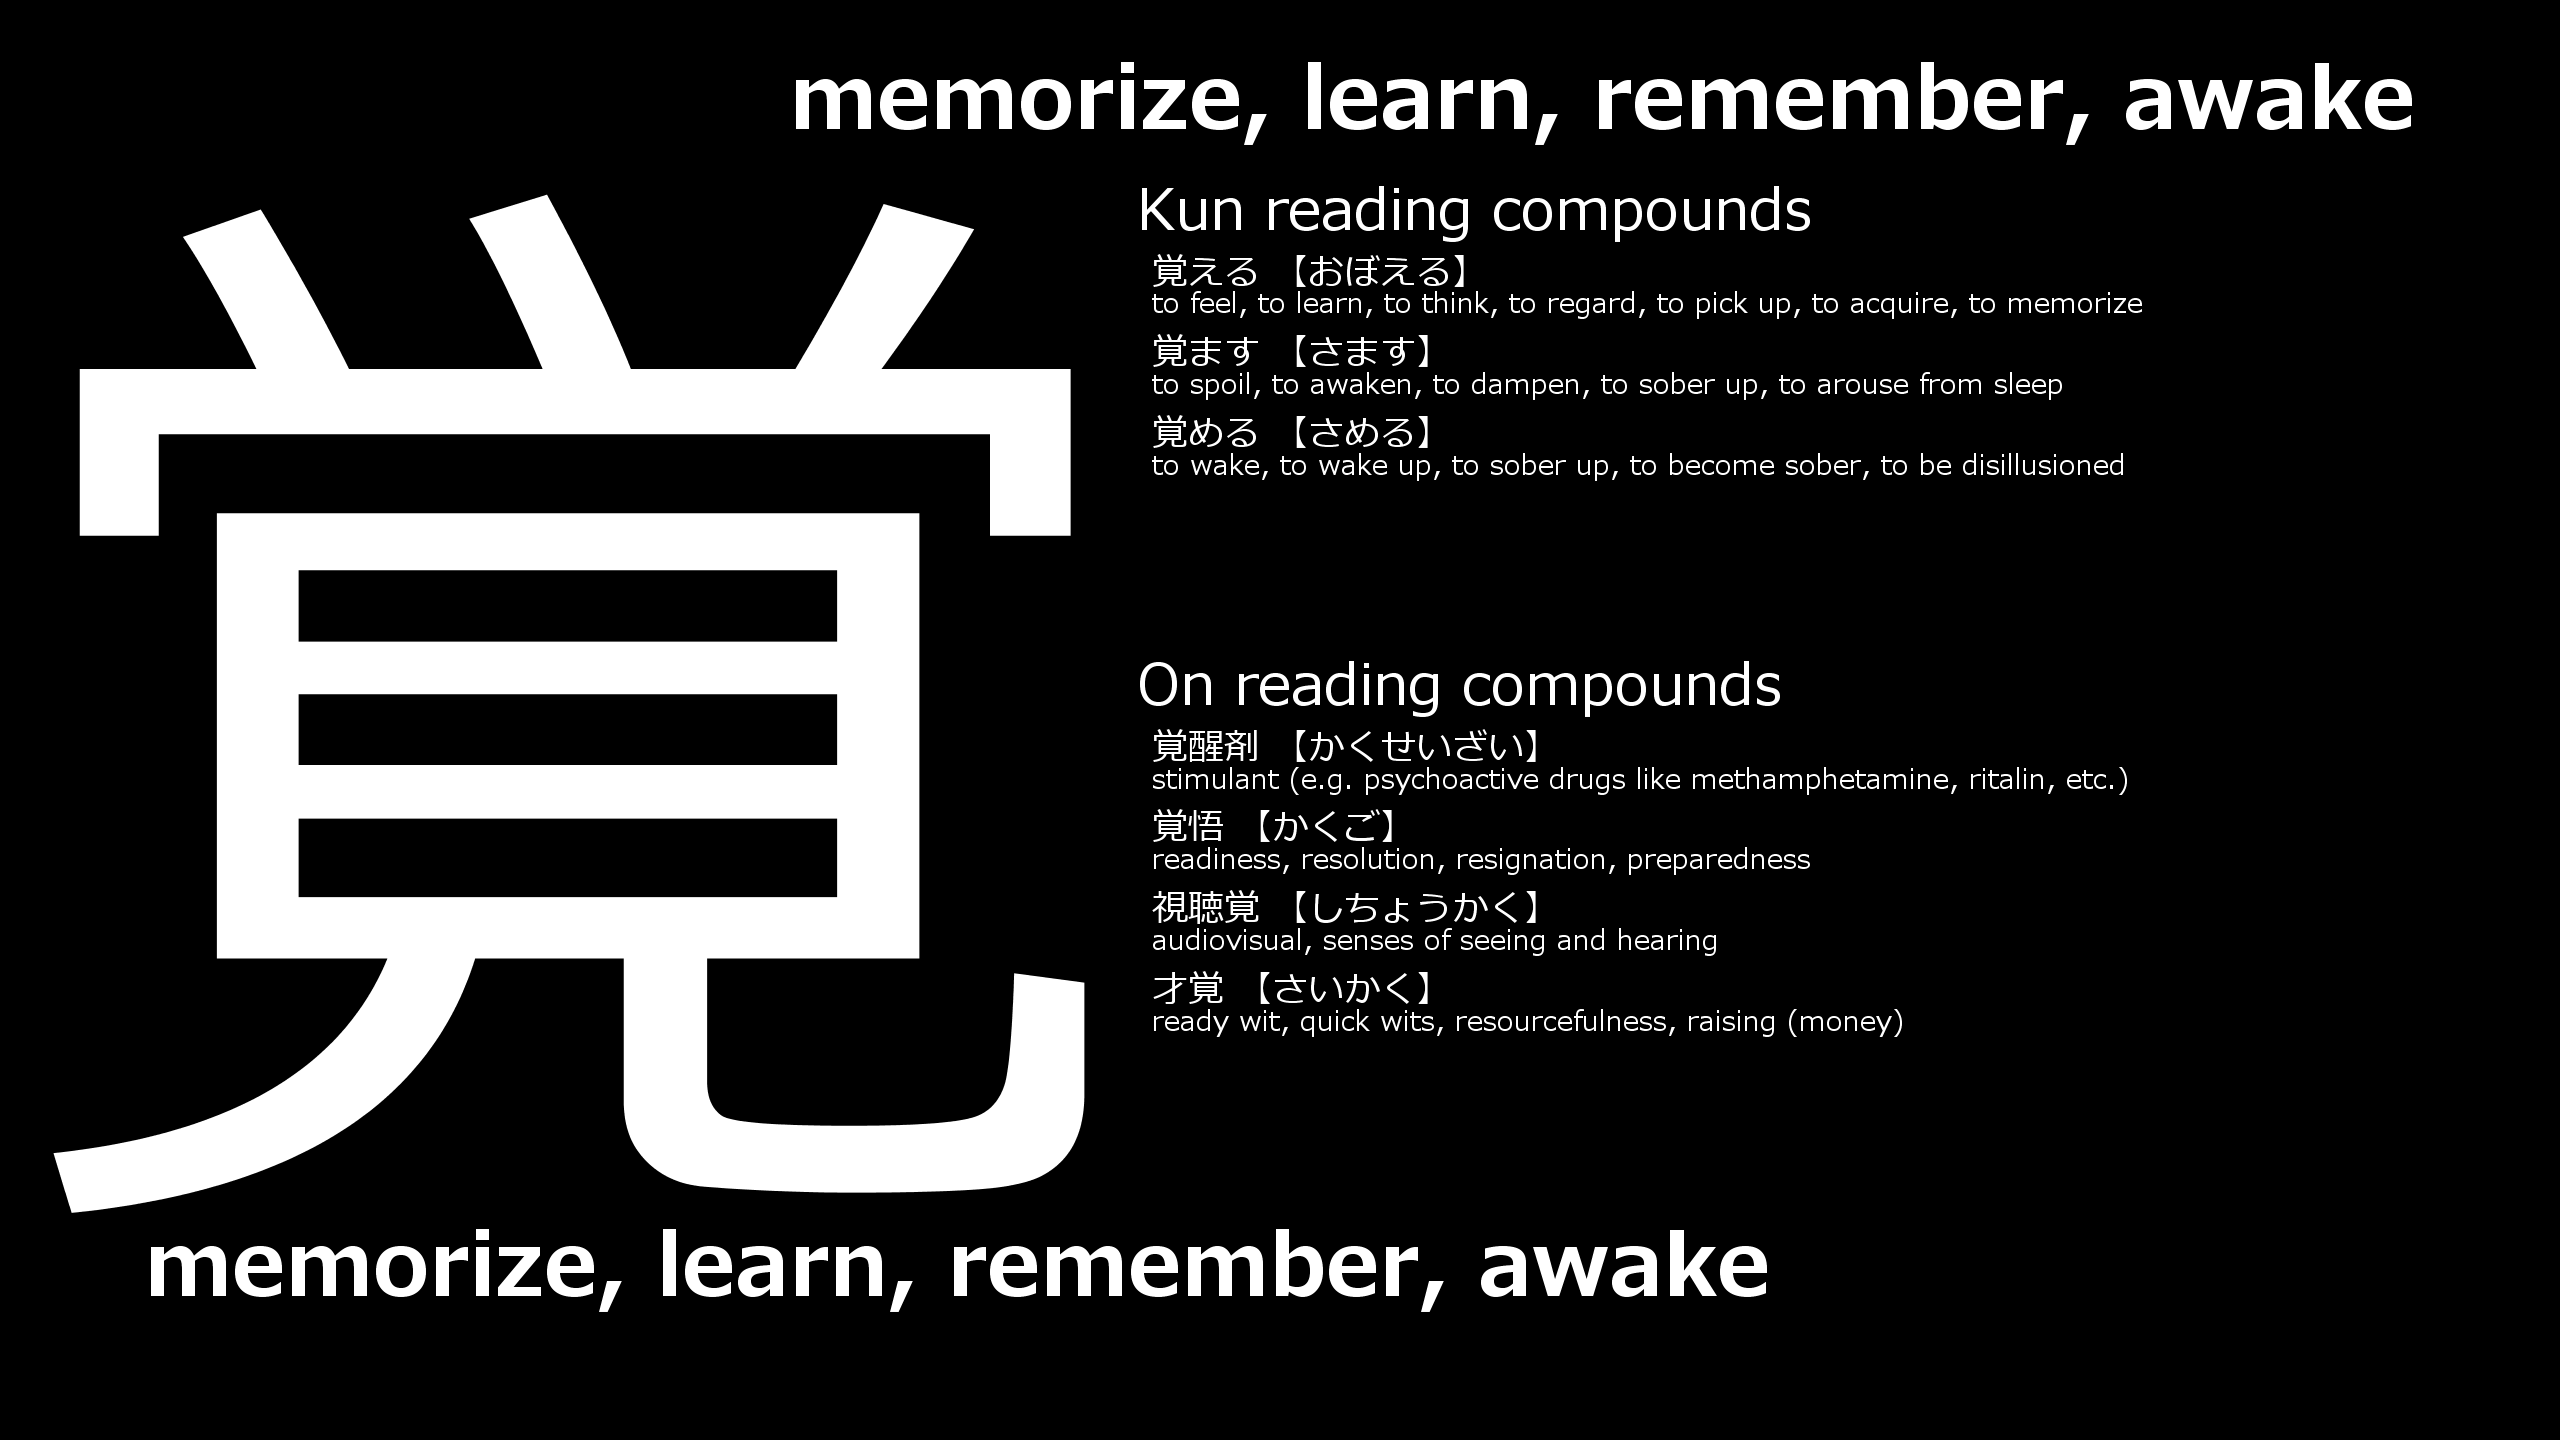 memorize, learn, remember, awake
覚
Kun reading compounds
覚える 【おぼえる】
to feel, to learn, to think, to regard, to pick up, to acquire, to memorize
覚ます 【さます】
to spoil, to awaken, to dampen, to sober up, to arouse from sleep
覚める 【さめる】
to wake, to wake up, to sober up, to become sober, to be disillusioned
On reading compounds
覚醒剤 【かくせいざい】
stimulant (e.g. psychoactive drugs like methamphetamine, ritalin, etc.)
覚悟 【かくご】
readiness, resolution, resignation, preparedness
視聴覚 【しちょうかく】
audiovisual, senses of seeing and hearing
才覚 【さいかく】
ready wit, quick wits, resourcefulness, raising (money)
memorize, learn, remember, awake